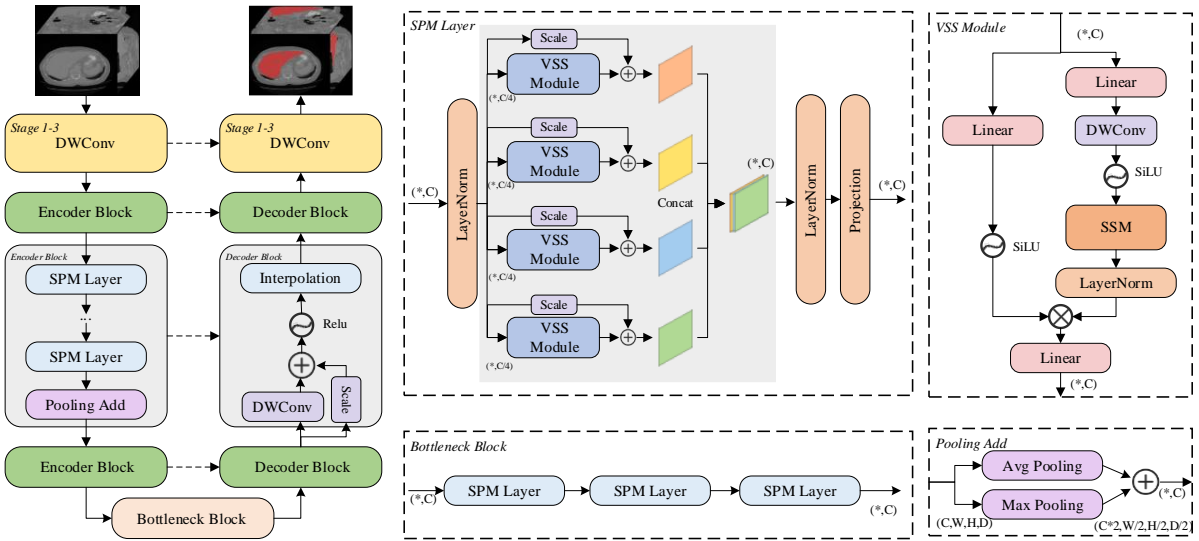 Stage 1-3
DWConv
Encoder Block
Encoder Block
SPM Layer
...
SPM Layer
Pooling Add
Encoder Block
Bottleneck Block
Stage 1-3
DWConv
Decoder Block
Decoder Block
Interpolation
Relu
DWConv
Scale
Decoder Block
SPM Layer
(*,C)
LayerNorm
Scale
VSS
Module
(*,C/4)
Scale
VSS
Module
(*,C/4)
Scale
VSS
Module
(*,C/4)
Scale
VSS
Module
(*,C/4)
Concat
(*,C)
LayerNorm
Projection
(*,C)
VSS Module
(*,C)
Linear
Linear
DWConv
SiLU
SiLU
SSM
LayerNorm
Linear
(*,C)
Bottleneck Block
(*,C)
SPM Layer
SPM Layer
SPM Layer
(*,C)
Pooling Add
Avg Pooling
Max Pooling
(*,C)
(C,W,H,D)
(C*2,W/2,H/2,D/2)